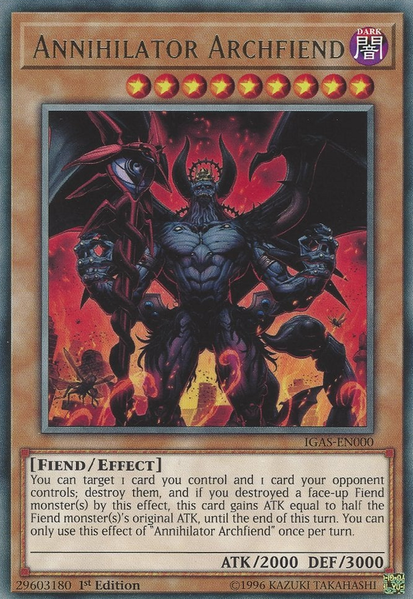 ANNIHILATOR ARCHFIEND
DARK
闇
IGAS-EN000
[FIEND/EFFECT]
You can target 1 card you control and 1 card your opponent
controls; destroy them, and if you destroyed a face-up Fiend
monster(s) by this effect, this card gains ATK equal to half the
Fiend monster(s)'s original ATK, until the end of this turn. You can
only use this effect of "Annihilator Archfiend" once per turn.
ATK/2000 DEF/3000
29603180 1st Edition ©1996 KAZUKI TAKAHASHI